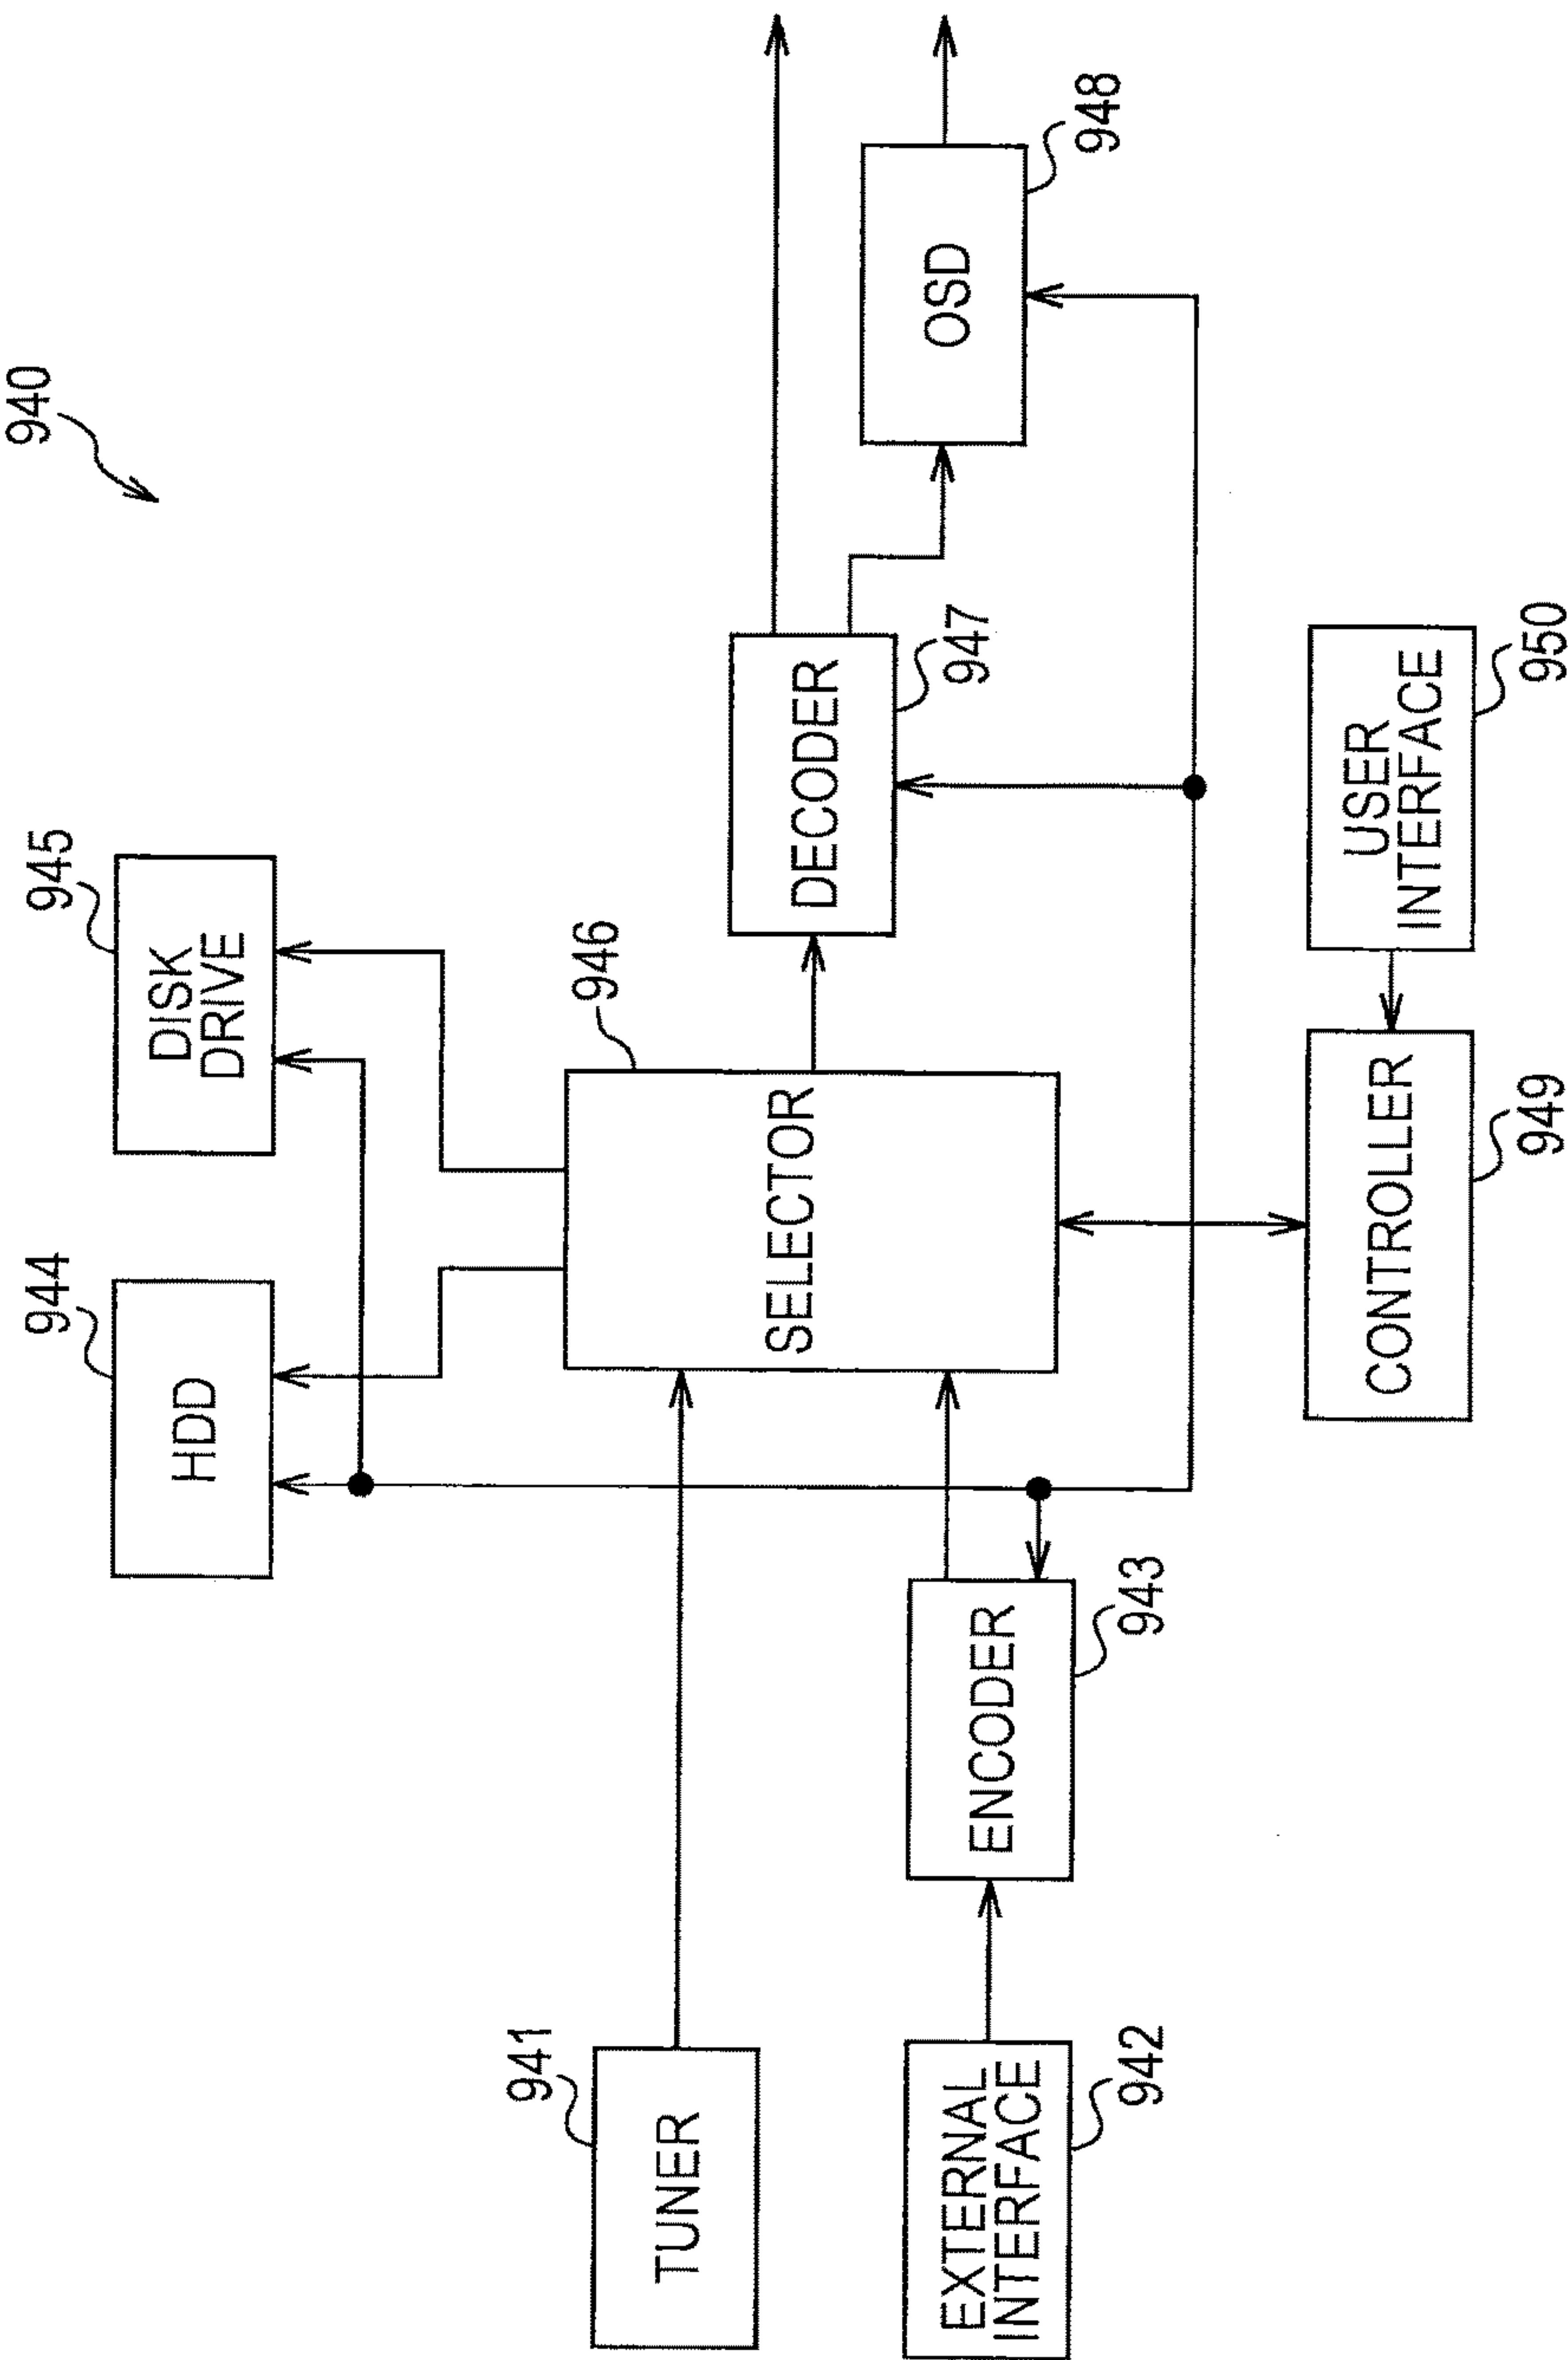 940
944
HDD
945
DISK
DRIVE
941
TUNER
946
SELECTOR
947
DECODER
948
OSD
942
EXTERNAL
INTERFACE
943
ENCODER
949
CONTROLLER
950
USER
INTERFACE